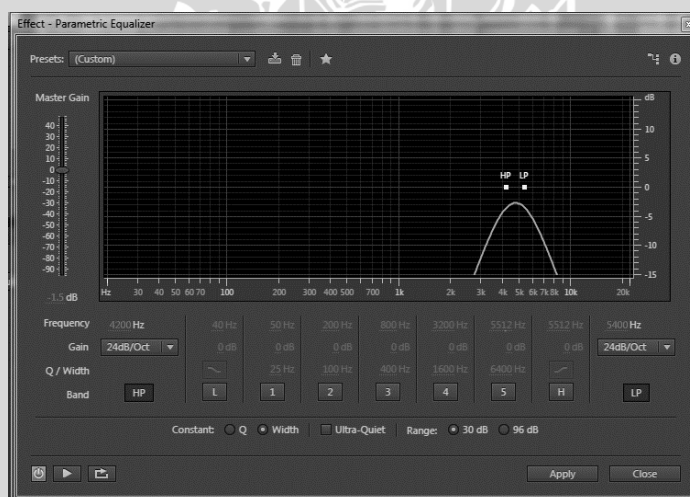 Effect - Parametric Equalizer
Presets: (Custom)
Master Gain
dB
40
30
20
10
0
-10
-20
-30
-40
-50
-60
-70
-80
-90
-1.5 dB
10
5
0
-5
-10
-15
HP LP
Hz 30 40 50 60 70 100 200 300 400 500 700 1k 2k 3k 4k 5k 6k 7k 8k 10k 20k
Frequency 4200 Hz 40 Hz 50 Hz 200 Hz 800 Hz 3200 Hz 5512 Hz 5512 Hz 5400 Hz
Gain 24dB/Oct 0 dB 0 dB 0 dB 0 dB 0 dB 0 dB 0 dB 24dB/Oct
Q / Width 25 Hz 100 Hz 400 Hz 1600 Hz 6400 Hz
Band HP L 1 2 3 4 5 H LP
Constant: Q Width Ultra-Quiet Range: 30 dB 96 dB
Apply Close